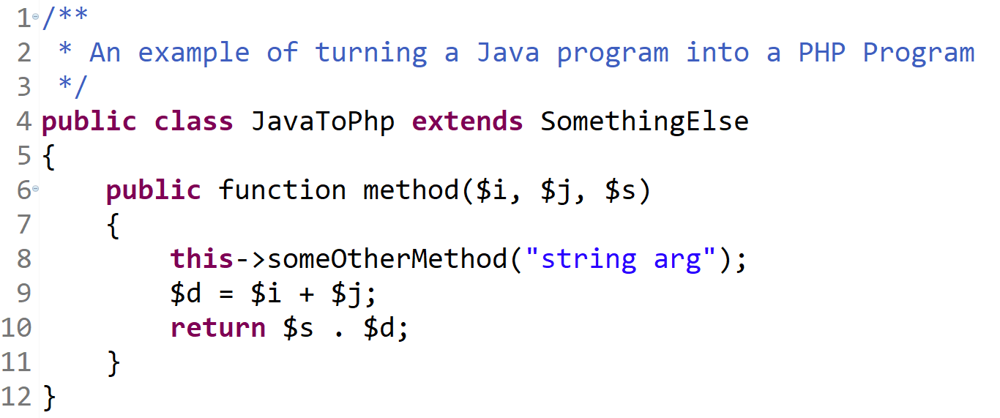 1 /**
2  * An example of turning a Java program into a PHP Program
3  */
4 public class JavaToPhp extends SomethingElse
5 {
6     public function method($i, $j, $s)
7     {
8         this->someOtherMethod("string arg");
9         $d = $i + $j;
10         return $s . $d;
11     }
12 }